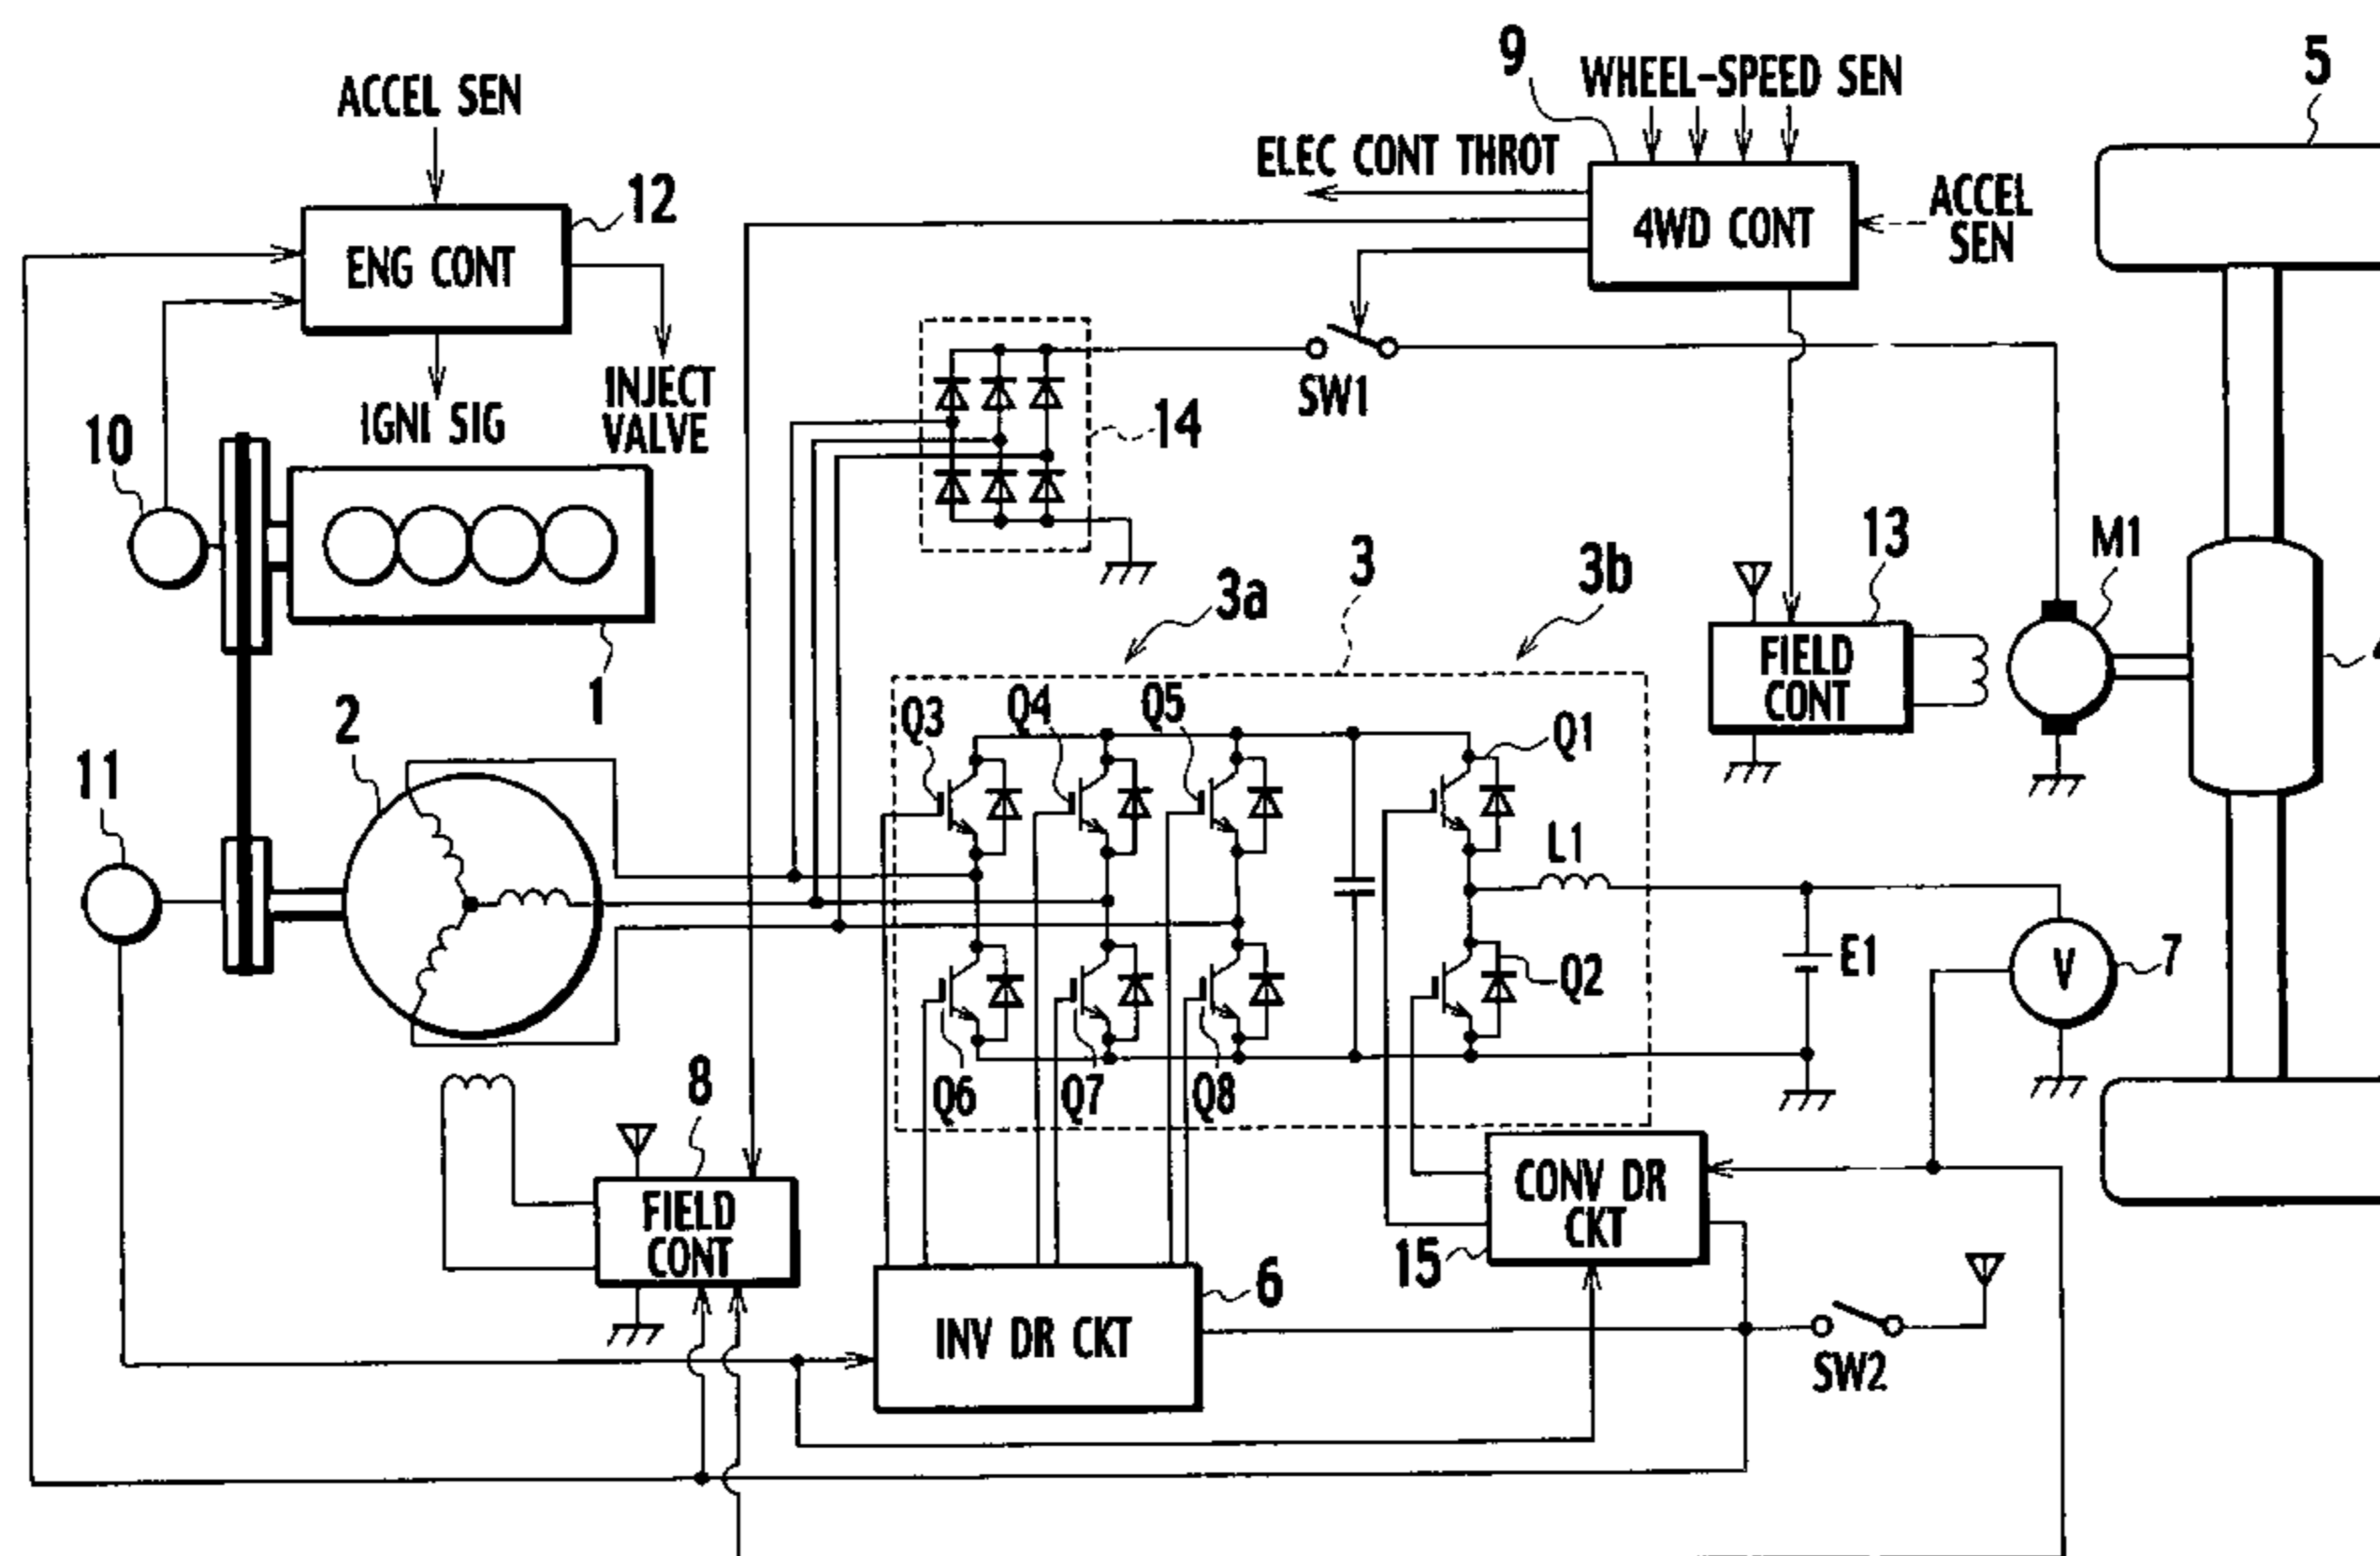 9
WHEEL-SPEED SEN
5
ACCEL SEN
ELEC CONT THROT
12
4WD CONT
ACCEL
SEN
ENG CONT
INJECT
VALVE
SW1
IGNI SIG
14
10
13
M1
3
3b
3a
FIELD
CONT
1
2
Q3
Q4
Q5
Q1
11
L1
E1
V
7
Q2
Q6
Q7
Q8
8
FIELD
CONT
CONV DR
CKT
15
6
INV DR CKT
SW2